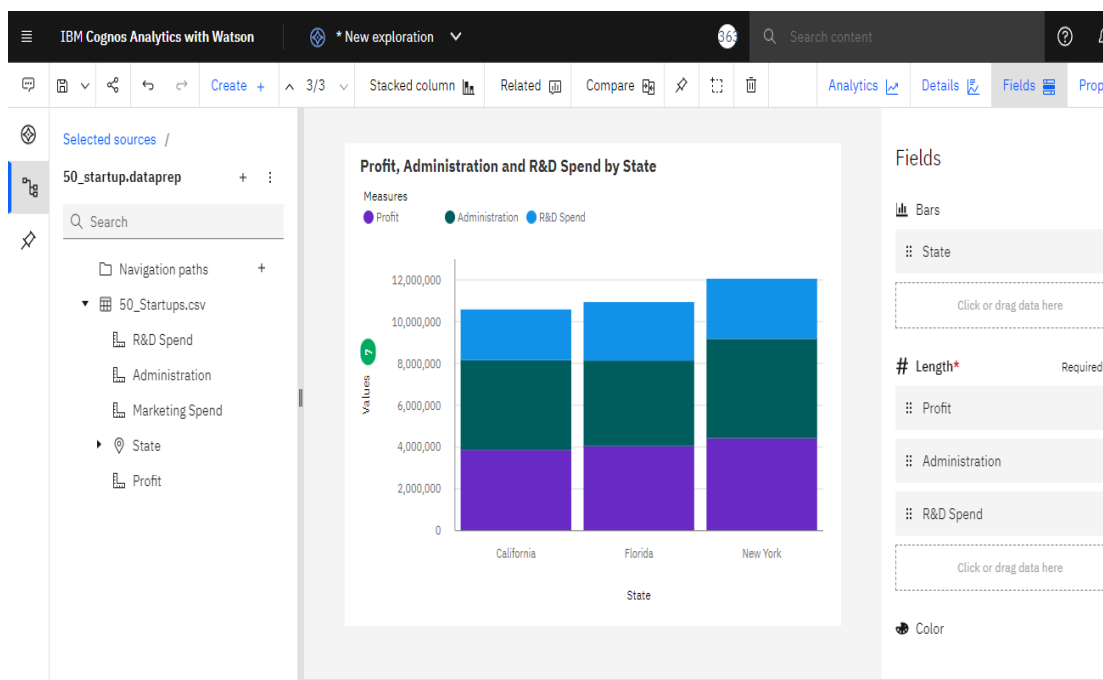 IBM Cognos Analytics with Watson
* New exploration
363
Search content
Create +
3/3
Stacked column
Related
Compare
Analytics
Details
Fields
Prop
Selected sources /
50_startup.dataprep
Search
Navigation paths
50_Startups.csv
R&D Spend
Administration
Marketing Spend
State
Profit
Profit, Administration and R&D Spend by State
Measures
Profit Administration R&D Spend
12,000,000
10,000,000
8,000,000
6,000,000
4,000,000
2,000,000
0
Values
California Florida New York
State
Fields
Bars
State
Click or drag data here
# Length* Required
Profit
Administration
R&D Spend
Click or drag data here
Color